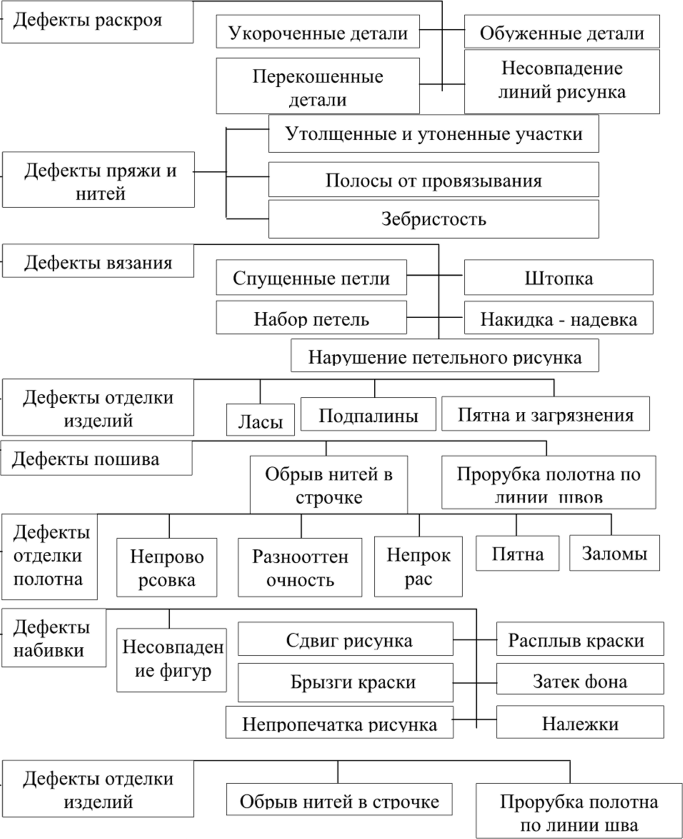 Дефекты раскроя
Укороченные детали
Обуженные детали
Перекошенные
детали
Несовпадение
линий рисунка
Утолщенные и утоненные участки
Дефекты пряжи и
нитей
Полосы от провязывания
Зебристость
Дефекты вязания
Спущенные петли
Штопка
Набор петель
Накидка - надевка
Нарушение петельного рисунка
Дефекты отделки
изделий
Ласы
Подпалины
Пятна и загрязнения
Дефекты пошива
Обрыв нитей в
строчке
Прорубка полотна по
линии швов
Дефекты
отделки
полотна
Непрово
рсовка
Разнооттен
очность
Непрок
рас
Пятна
Заломы
Дефекты
набивки
Несовпаден
ие фигур
Сдвиг рисунка
Расплыв краски
Брызги краски
Затек фона
Непропечатка рисунка
Належки
Дефекты отделки
изделий
Обрыв нитей в строчке
Прорубка полотна
по линии шва